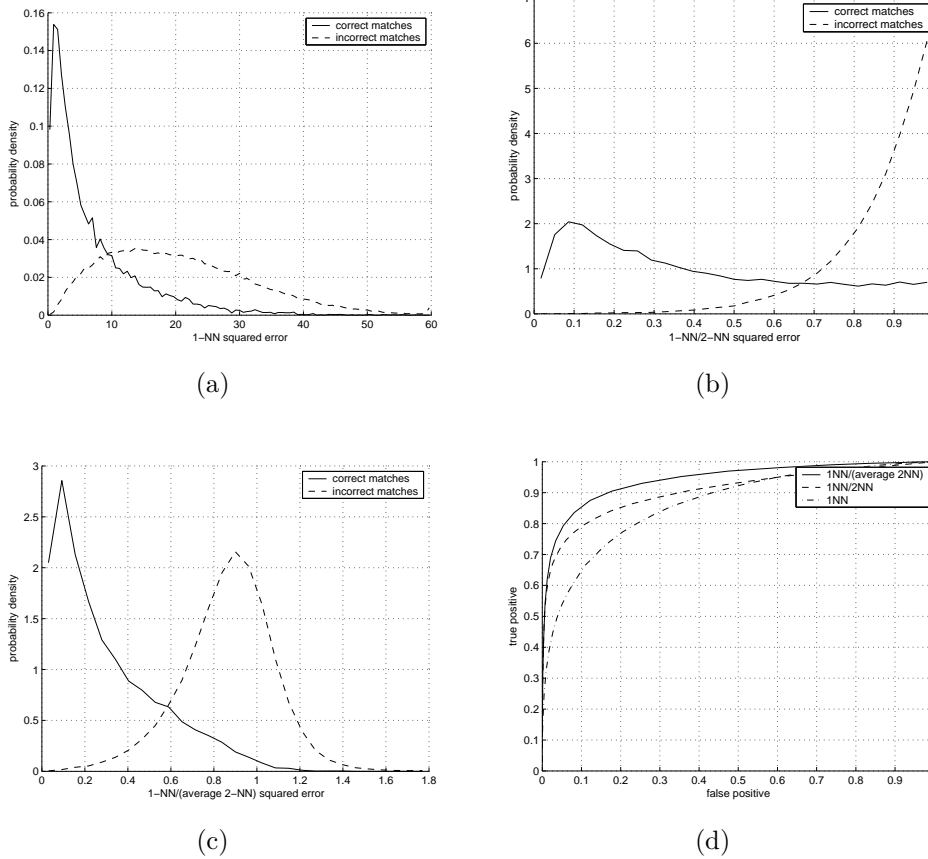 0.16
0.14
0.12
0.1
0.08
0.06
0.04
0.02
0
probability density
correct matches
incorrect matches
0 10 20 30 40 50 60
1−NN squared error
(a)
7
6
5
4
3
2
1
0
probability density
correct matches
incorrect matches
0 0.1 0.2 0.3 0.4 0.5 0.6 0.7 0.8 0.9
1−NN/2−NN squared error
(b)
3
2.5
2
1.5
1
0.5
0
probability density
correct matches
incorrect matches
0 0.2 0.4 0.6 0.8 1 1.2 1.4 1.6 1.8
1−NN/(average 2−NN) squared error
(c)
1
0.9
0.8
0.7
0.6
0.5
0.4
0.3
0.2
0.1
0
true positive
1NN/(average 2NN)
1NN/2NN
1NN
0 0.1 0.2 0.3 0.4 0.5 0.6 0.7 0.8 0.9
false positive
(d)